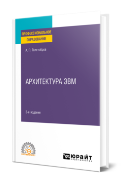 ПРОФЕССИОНАЛЬНОЕ ОБРАЗОВАНИЕ
АРХИТЕКТУРА ЭВМ
2-е издание
ЮРАЙТ